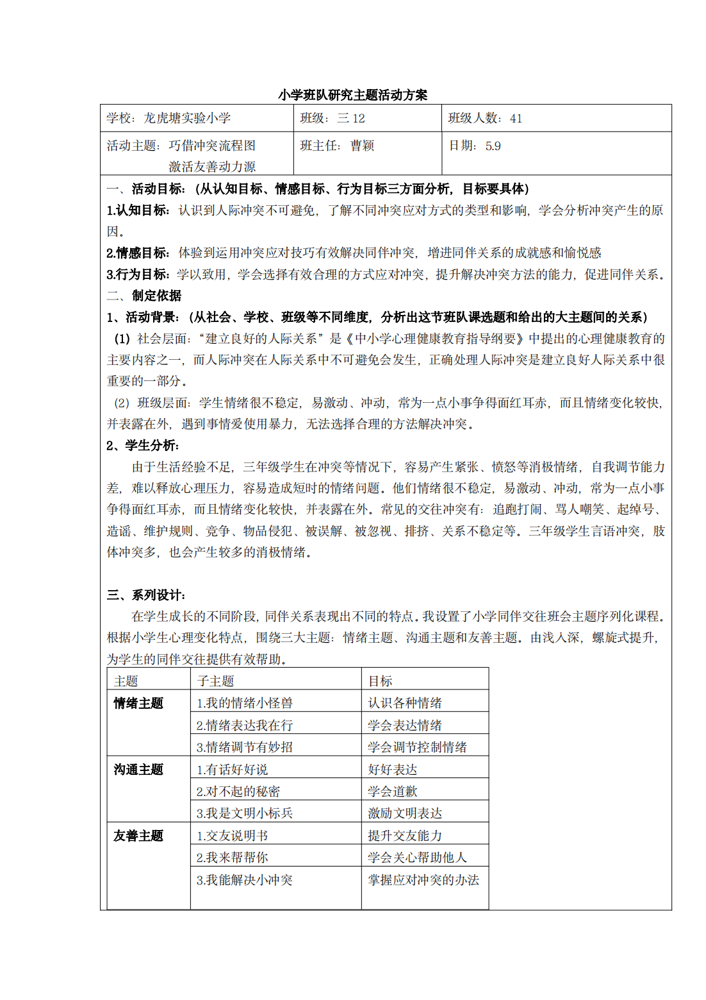 小学班队研究主题活动方案
学校：龙虎塘实验小学 班级：三 12 班级人数：41
活动主题：巧借冲突流程图 班主任：曹颖 日期：5.9
激活友善动力源
一、活动目标：（从认知目标、情感目标、行为目标三方面分析，目标要具体）
1.认知目标：认识到人际冲突不可避免，了解不同冲突应对方式的类型和影响，学会分析冲突产生的原
因。
2.情感目标：体验到运用冲突应对技巧有效解决同伴冲突，增进同伴关系的成就感和愉悦感
3.行为目标：学以致用，学会选择有效合理的方式应对冲突，提升解决冲突方法的能力，促进同伴关系。
二、制定依据
1、活动背景：（从社会、学校、班级等不同维度，分析出这节班队课选题和给出的大主题间的关系）
（1）社会层面：“建立良好的人际关系”是《中小学心理健康教育指导纲要》中提出的心理健康教育的
主要内容之一，而人际冲突在人际关系中不可避免会发生，正确处理人际冲突是建立良好人际关系中很
重要的一部分。
（2）班级层面：学生情绪很不稳定，易激动、冲动，常为一点小事争得面红耳赤，而且情绪变化较快，
并表露在外，遇到事情爱使用暴力，无法选择合理的方法解决冲突。
2、学生分析：
由于生活经验不足，三年级学生在冲突等情况下，容易产生紧张、愤怒等消极情绪，自我调节能力
差，难以释放心理压力，容易造成短时的情绪问题。他们情绪很不稳定，易激动、冲动，常为一点小事
争得面红耳赤，而且情绪变化较快，并表露在外。常见的交往冲突有：追跑打闹、骂人嘲笑、起绰号、
造谣、维护规则、竞争、物品侵犯、被误解、被忽视、排挤、关系不稳定等。三年级学生言语冲突，肢
体冲突多，也会产生较多的消极情绪。
三、系列设计：
在学生成长的不同阶段，同伴关系表现出不同的特点。我设置了小学同伴交往班会主题序列化课程。
根据小学生心理变化特点，围绕三大主题：情绪主题、沟通主题和友善主题。由浅入深，螺旋式提升，
为学生的同伴交往提供有效帮助。
主题 子主题 目标
情绪主题 1.我的情绪小怪兽 认识各种情绪
2.情绪表达我在行 学会表达情绪
3.情绪调节有妙招 学会调节控制情绪
沟通主题 1.有话好好说 好好表达
2.对不起的秘密 学会道歉
3.我是文明小标兵 激励文明表达
友善主题 1.交友说明书 提升交友能力
2.我来帮帮你 学会关心帮助他人
3.我能解决小冲突 掌握应对冲突的办法